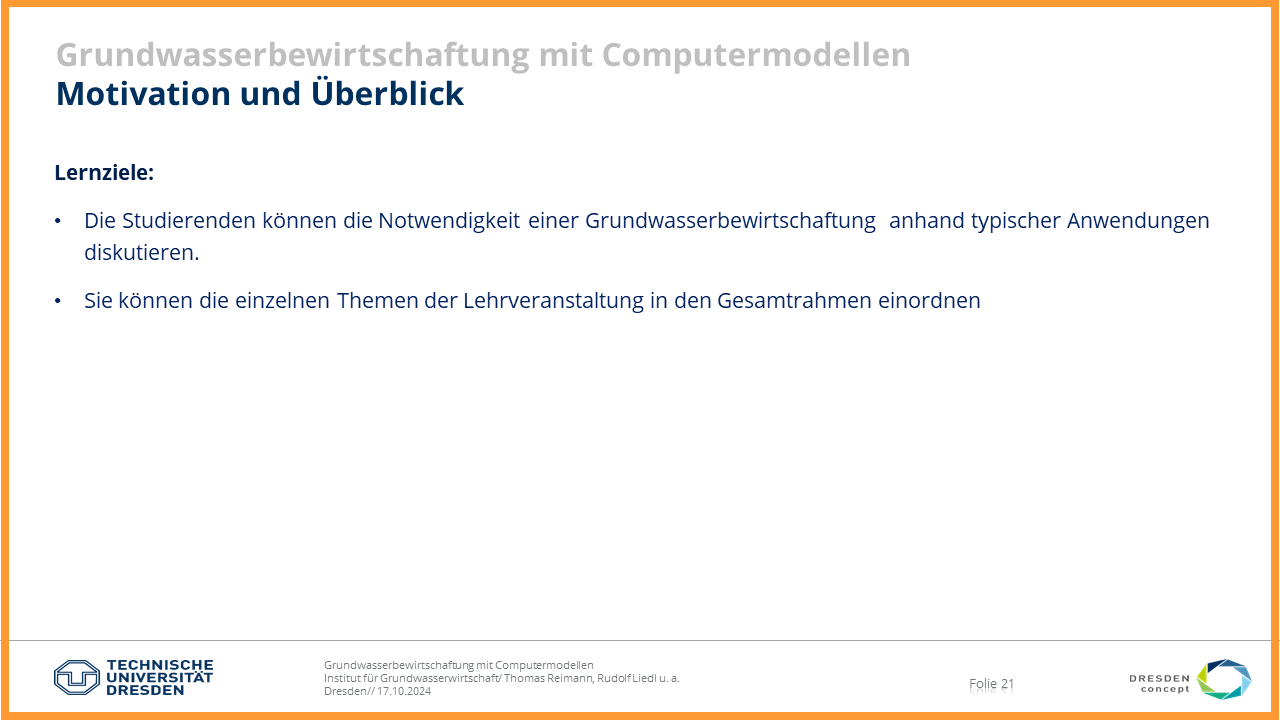 Grundwasserbewirtschaftung mit Computermodellen
Motivation und Überblick
Lernziele:
• Die Studierenden können die Notwendigkeit einer Grundwasserbewirtschaftung anhand typischer Anwendungen
diskutieren.
• Sie können die einzelnen Themen der Lehrveranstaltung in den Gesamtrahmen einordnen
TECHNISCHE
UNIVERSITÄT
DRESDEN
Grundwasserbewirtschaftung mit Computermodellen
Institut für Grundwasserwirtschaft/ Thomas Reimann, Rudolf Liedl u. a.
Dresden// 17.10.2024
Folie 21
DRESDEN
concept